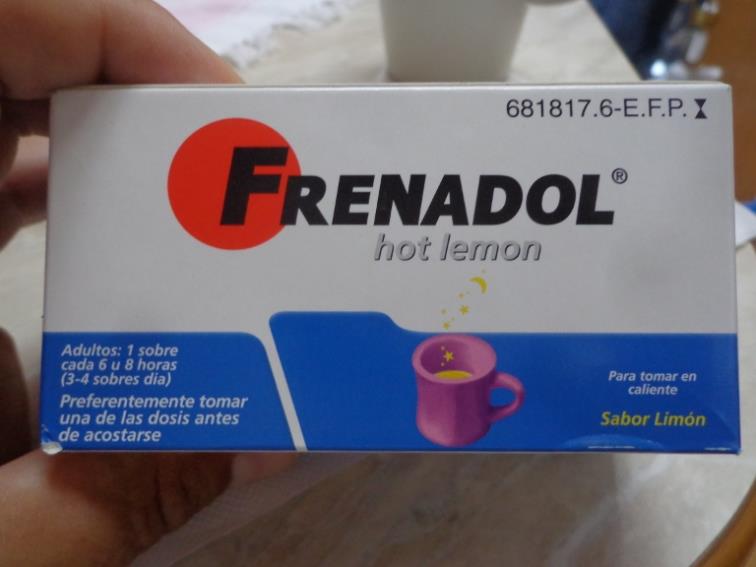 681817.6-E.F.P.
FRENADOL®
hot lemon
Adultos: 1 sobre
cada 6 u 8 horas
(3-4 sobres día)
Preferentemente tomar
una de las dosis antes
de acostarse
Para tomar en
caliente
Sabor Limón